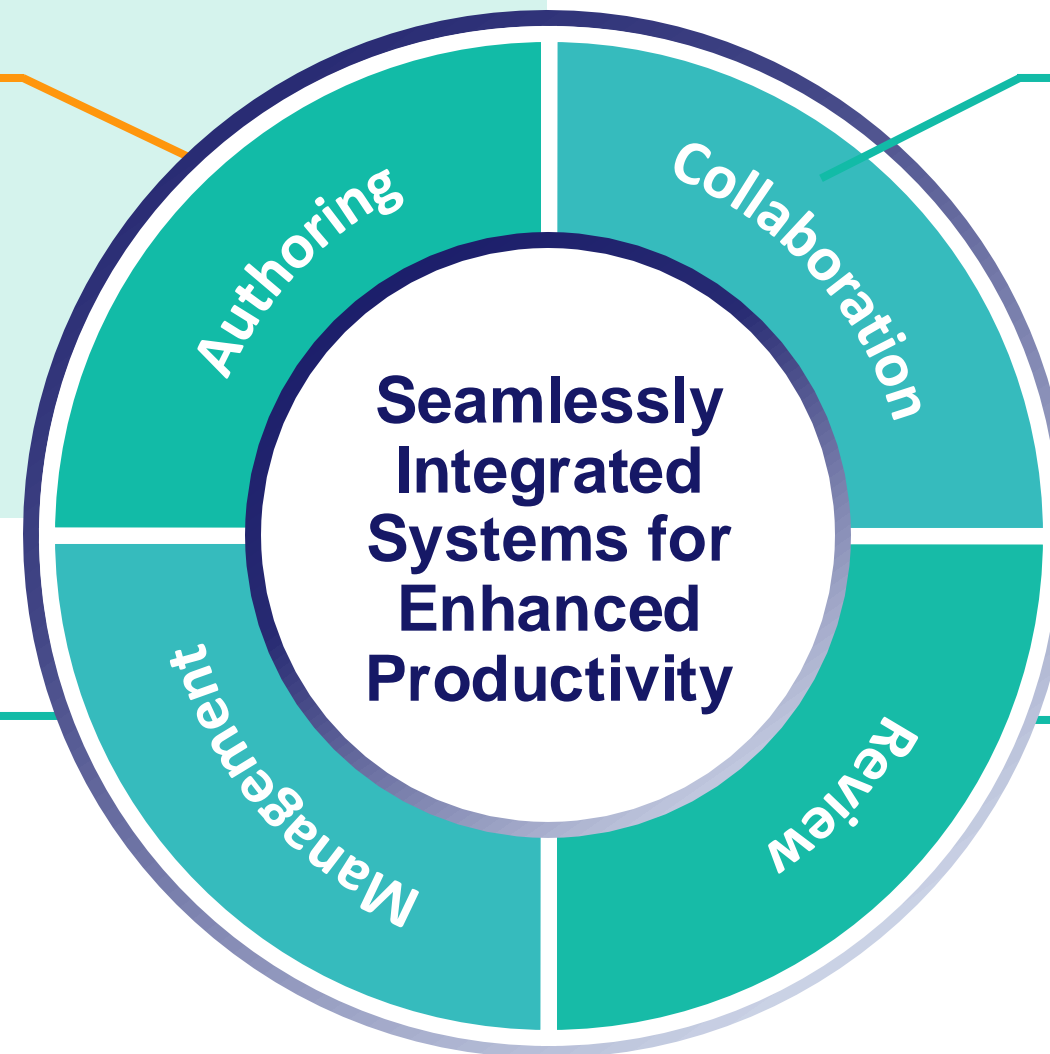 Authoring
Collaboration
Seamlessly
Integrated
Systems for
Enhanced
Productivity
Management
Review